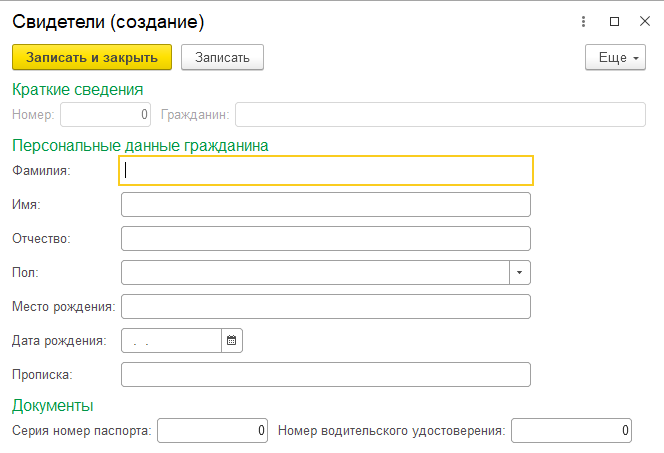 Свидетели (создание)
Записать и закрыть Записать Еще
Краткие сведения
Номер: 0 Гражданин:
Персональные данные гражданина
Фамилия:
Имя:
Отчество:
Пол:
Место рождения:
Дата рождения: . .
Прописка:
Документы
Серия номер паспорта: 0 Номер водительского удостоверения: 0